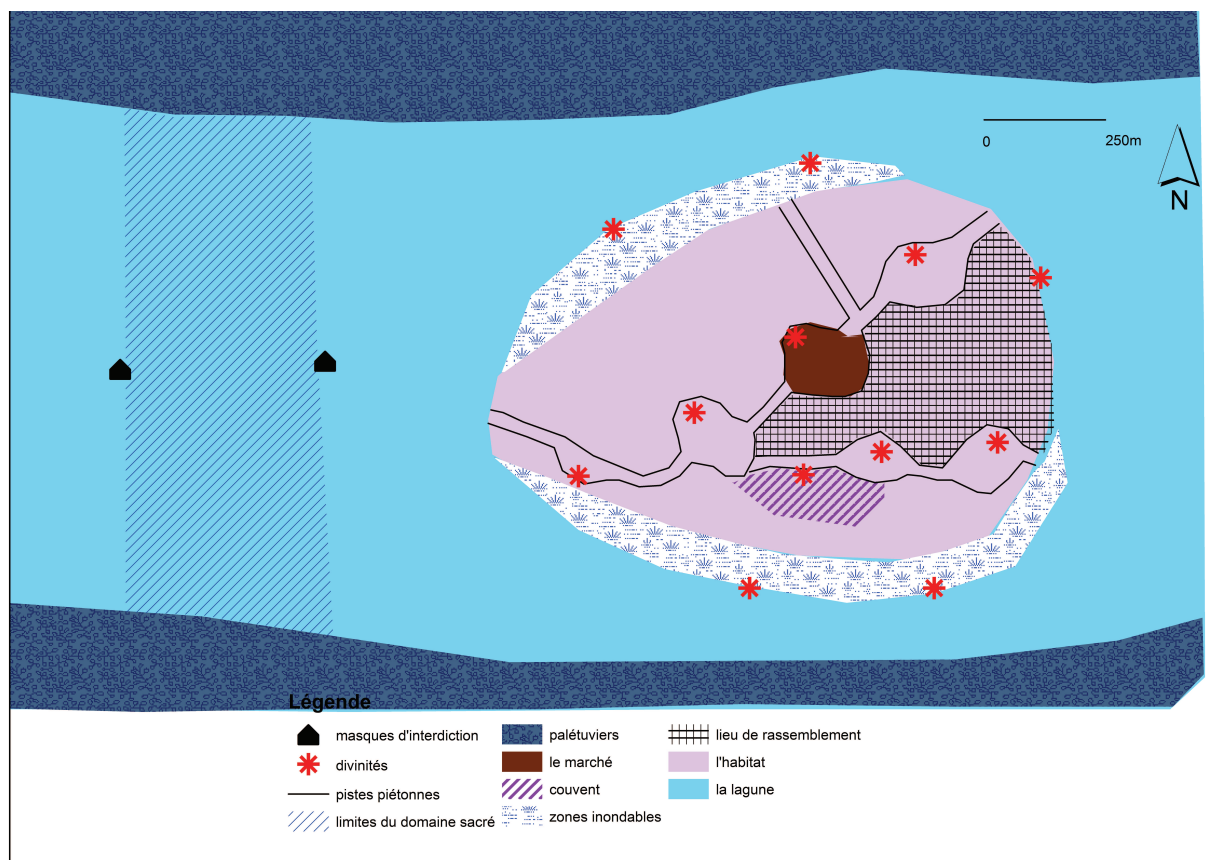 0 250m
N
Légende
masques d'interdiction
divinités
pistes piétonnes
limites du domaine sacré
palétuviers
le marché
couvent
zones inondables
lieu de rassemblement
l'habitat
la lagune